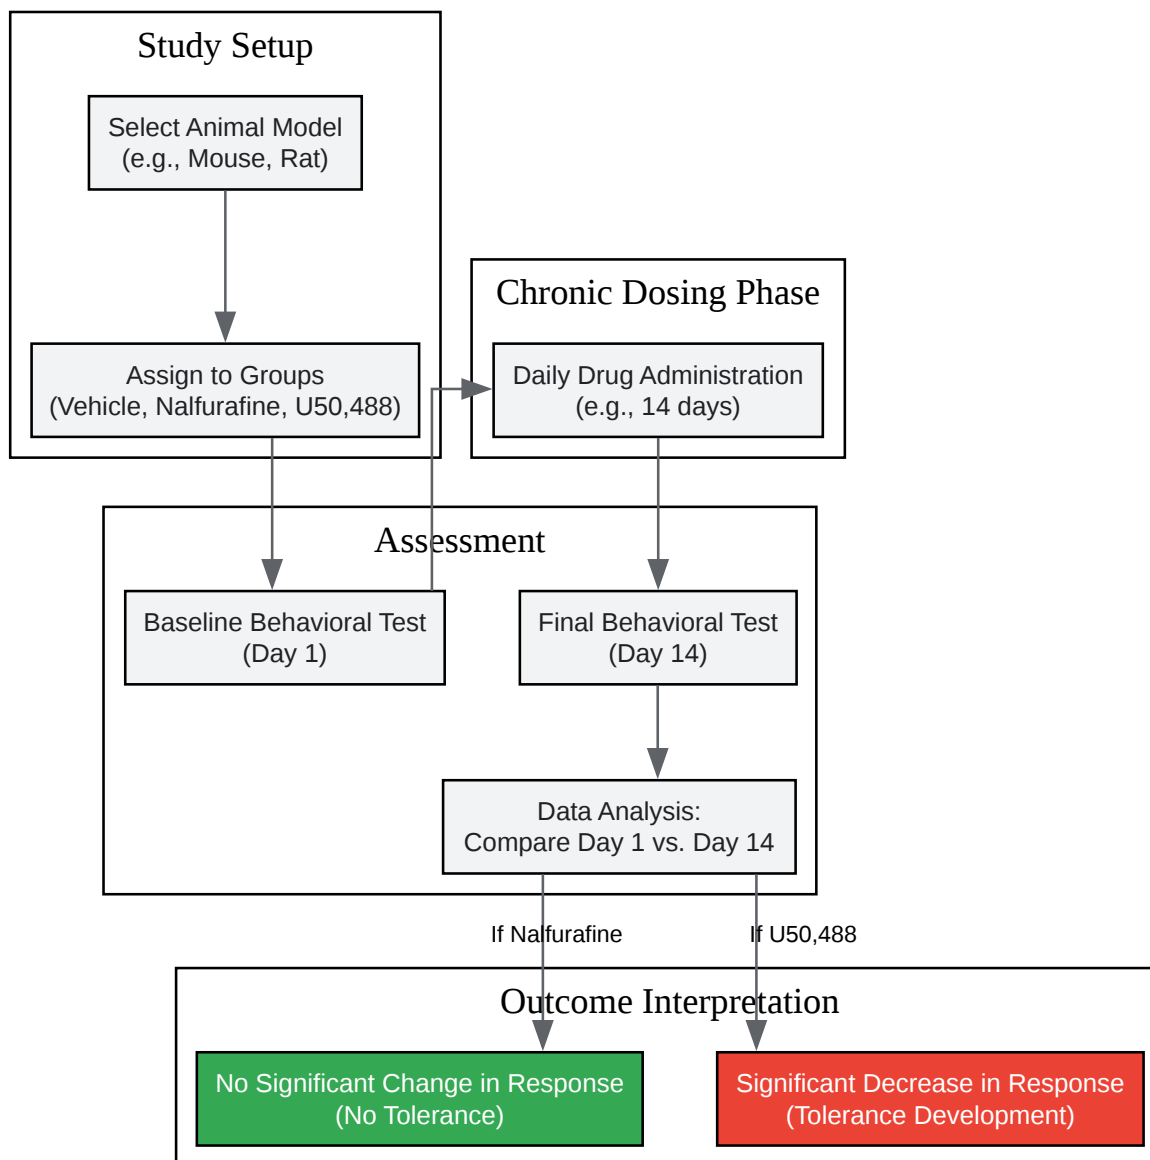 Study Setup
Select Animal Model
(e.g., Mouse, Rat)
Assign to Groups
(Vehicle, Nalfurafine, U50,488)
Chronic Dosing Phase
Daily Drug Administration
(e.g., 14 days)
Assessment
Baseline Behavioral Test
(Day 1)
Final Behavioral Test
(Day 14)
Data Analysis:
Compare Day 1 vs. Day 14
If Nalfurafine
If U50,488
Outcome Interpretation
No Significant Change in Response
(No Tolerance)
Significant Decrease in Response
(Tolerance Development)